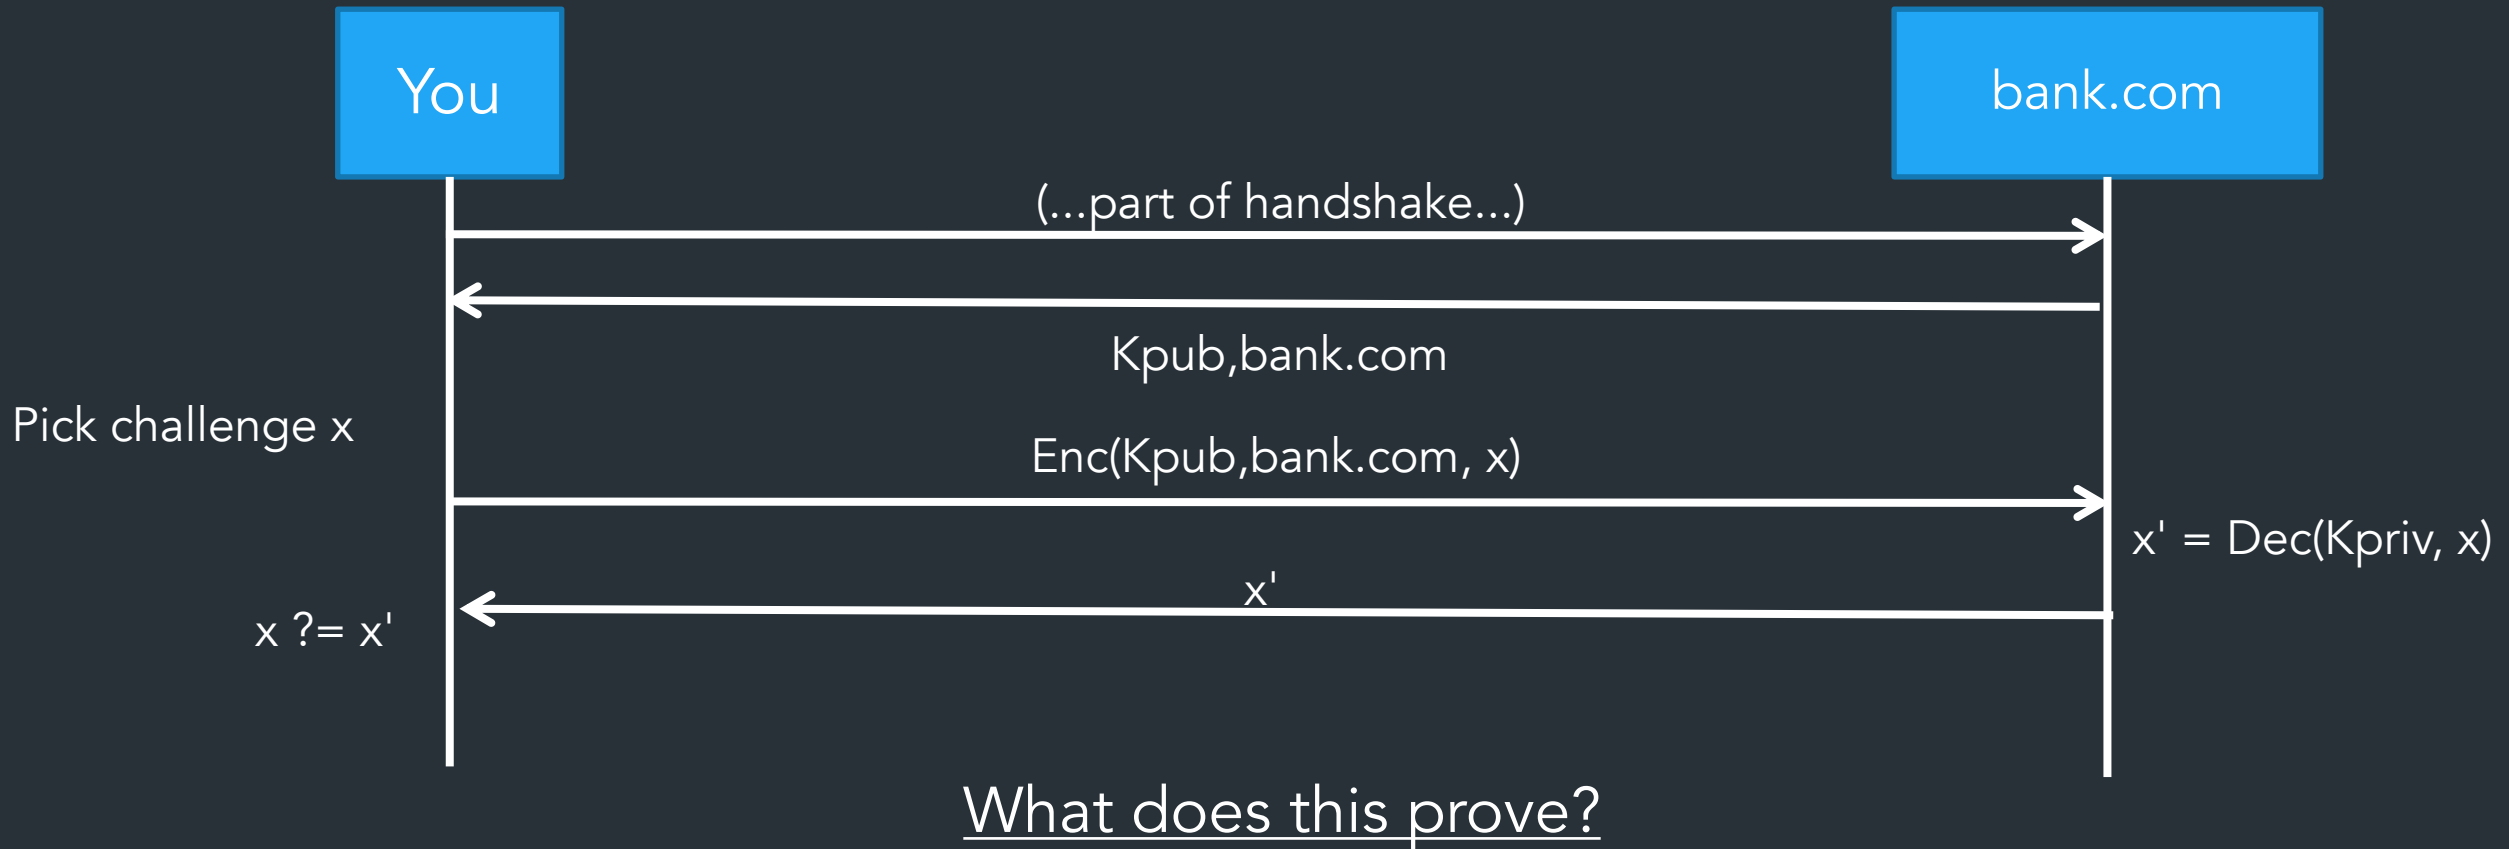 You
bank.com
(...part of handshake...)
Kpub,bank.com
Pick challenge x
Enc(Kpub,bank.com, x)
x' = Dec(Kpriv, x)
x'
x ?= x'
What does this prove?